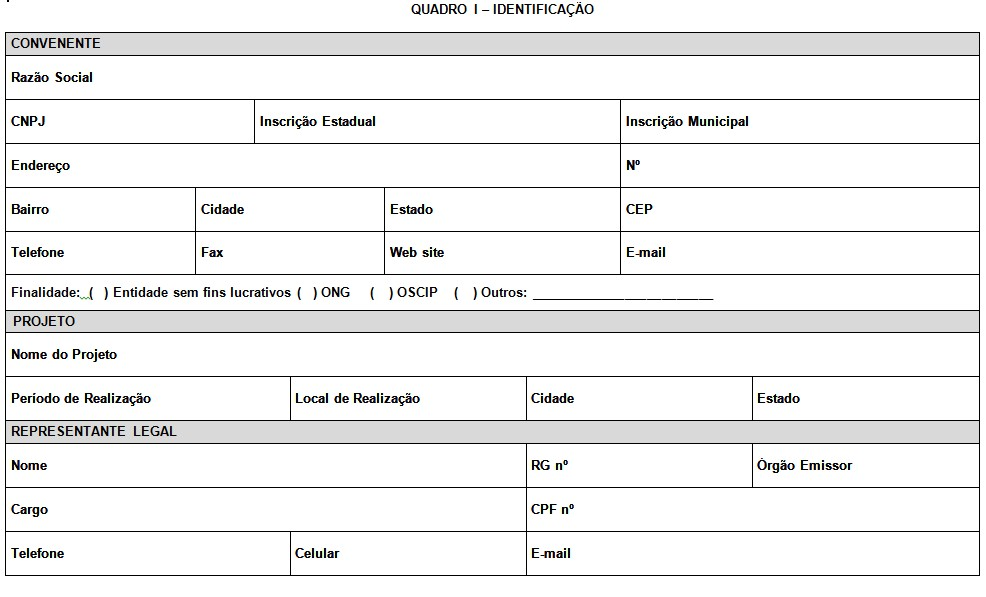 QUADRO I – IDENTIFICAÇÃO
CONVENENTE
Razão Social
CNPJ Inscrição Estadual Inscrição Municipal
Endereço Nº
Bairro Cidade Estado CEP
Telefone Fax Web site E-mail
Finalidade: ( ) Entidade sem fins lucrativos ( ) ONG ( ) OSCIP ( ) Outros: _________________________
PROJETO
Nome do Projeto
Período de Realização Local de Realização Cidade Estado
REPRESENTANTE LEGAL
Nome RG nº Órgão Emissor
Cargo CPF nº
Telefone Celular E-mail